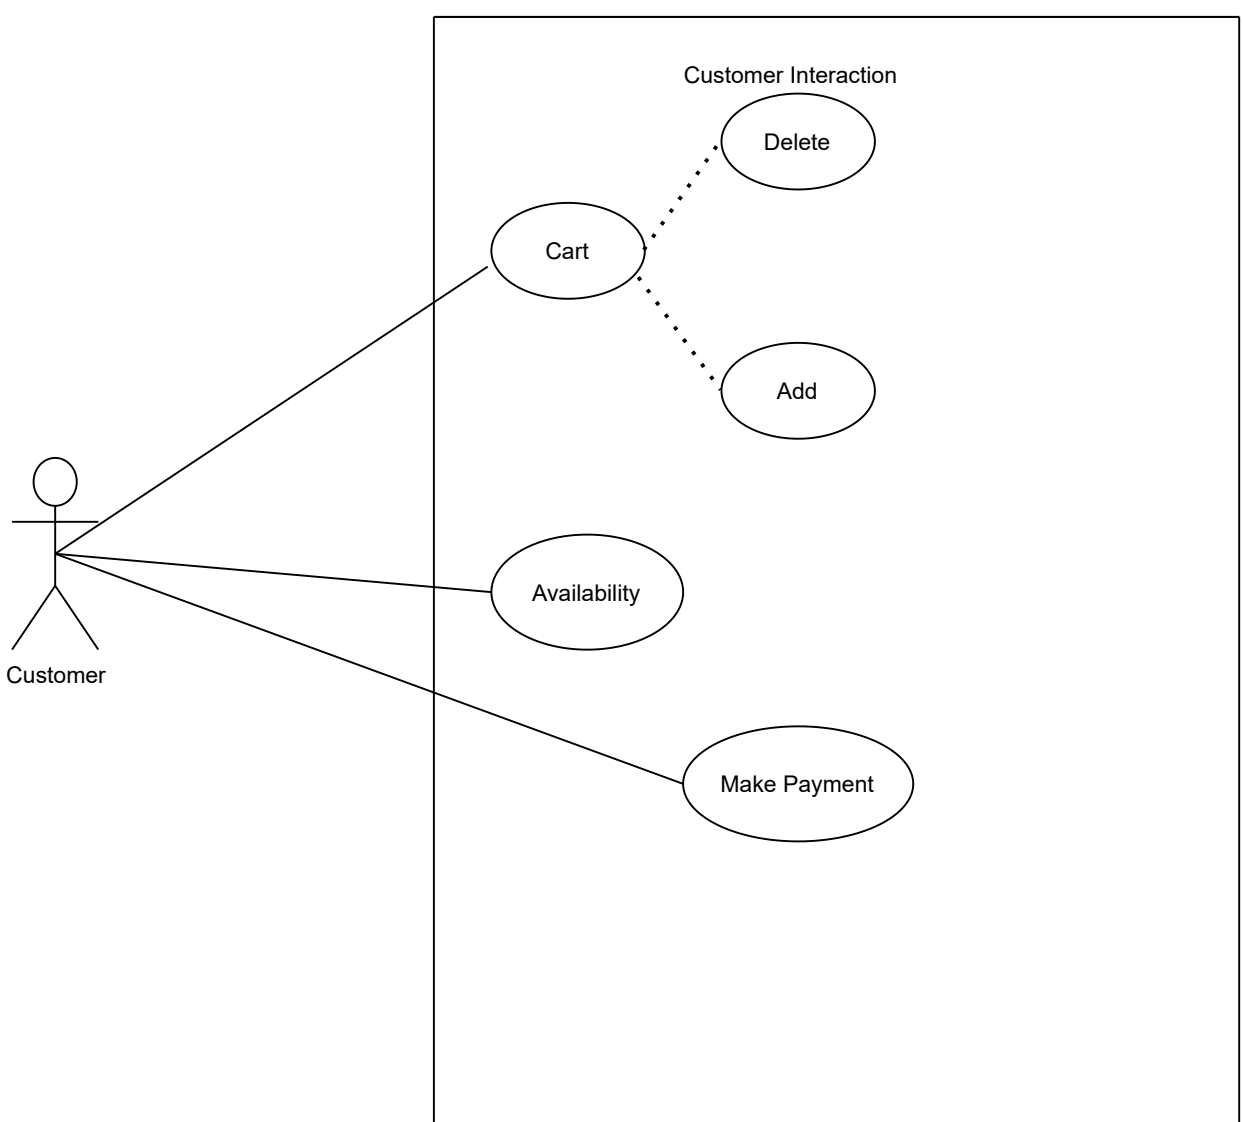 Customer Interaction
Delete
Cart
Add
Availability
Customer
Make Payment